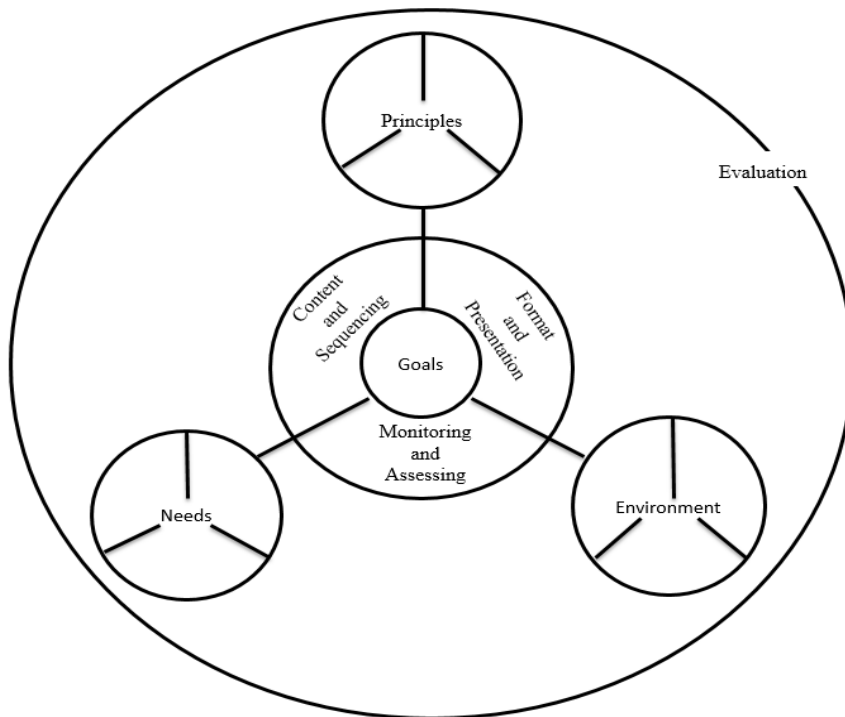 Principles
Evaluation
Content
and
Sequencing
Format
and
Presentation
Goals
Monitoring
and
Assessing
Needs
Environment